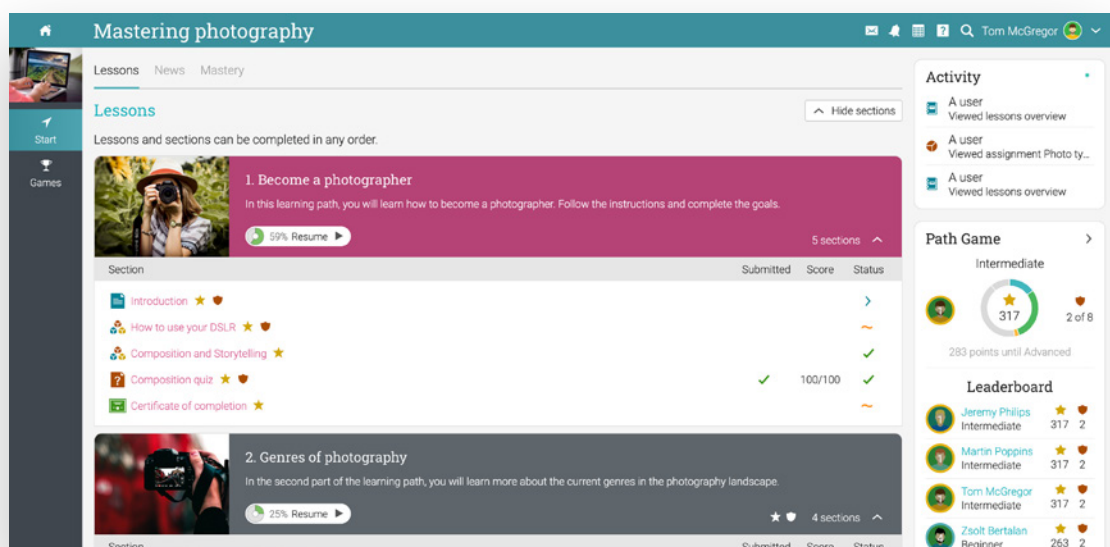 Mastering photography
Tom McGregor
Start
Games
Lessons News Mastery
Lessons
Hide sections
Lessons and sections can be completed in any order.
1. Become a photographer
In this learning path, you will learn how to become a photographer. Follow the instructions and complete the goals.
59% Resume
5 sections
Section Submitted Score Status
Introduction
How to use your DSLR
Composition and Storytelling
Composition quiz 100/100
Certificate of completion
2. Genres of photography
In the second part of the learning path, you will learn more about the current genres in the photography landscape.
25% Resume
4 sections
Section Submitted Score Status
Activity
A user
Viewed lessons overview
A user
Viewed assignment Photo ty...
A user
Viewed lessons overview
Path Game
Intermediate
317
2 of 8
283 points until Advanced
Leaderboard
Jeremy Philips
Intermediate 317 2
Martin Poppins
Intermediate 317 2
Tom McGregor
Intermediate 317 2
Zsolt Bertalan
Beginner 263 2